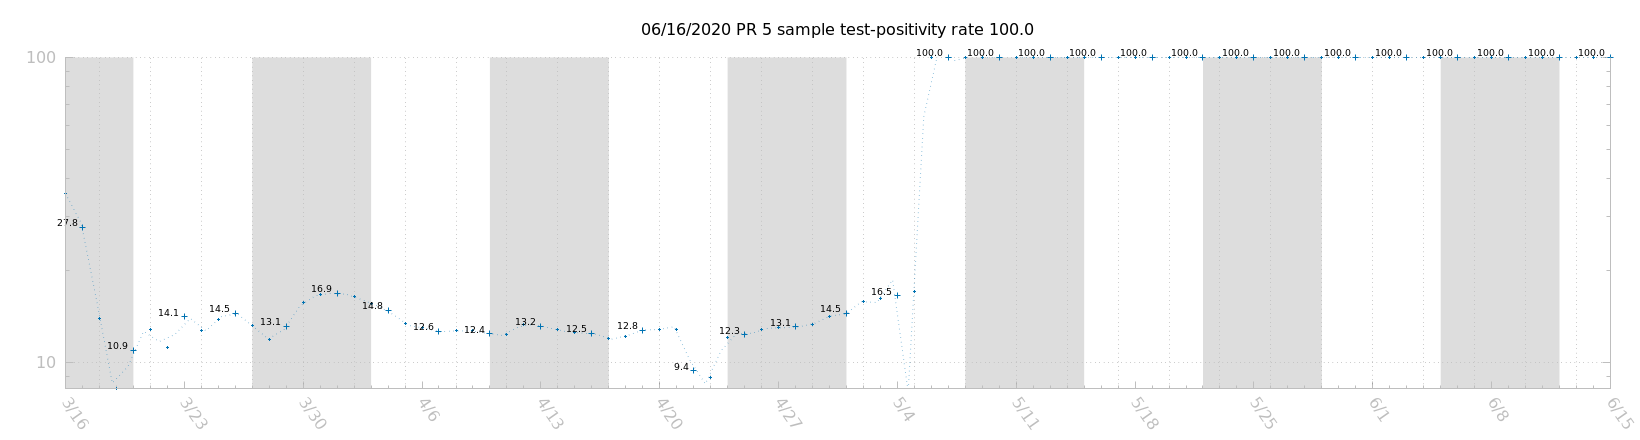 06/16/2020 PR 5 sample test-positivity rate 100.0
100
100.0 100.0 100.0 100.0 100.0 100.0 100.0 100.0 100.0 100.0 100.0 100.0 100.0 100.0
27.8
10.9 14.1 14.5 13.1 16.9 14.8 12.6 12.4 13.2 12.5 12.8 9.4 12.3 13.1 14.5 16.5
10
3/16 3/23 3/30 4/6 4/13 4/20 4/27 5/4 5/11 5/18 5/25 6/1 6/8 6/15